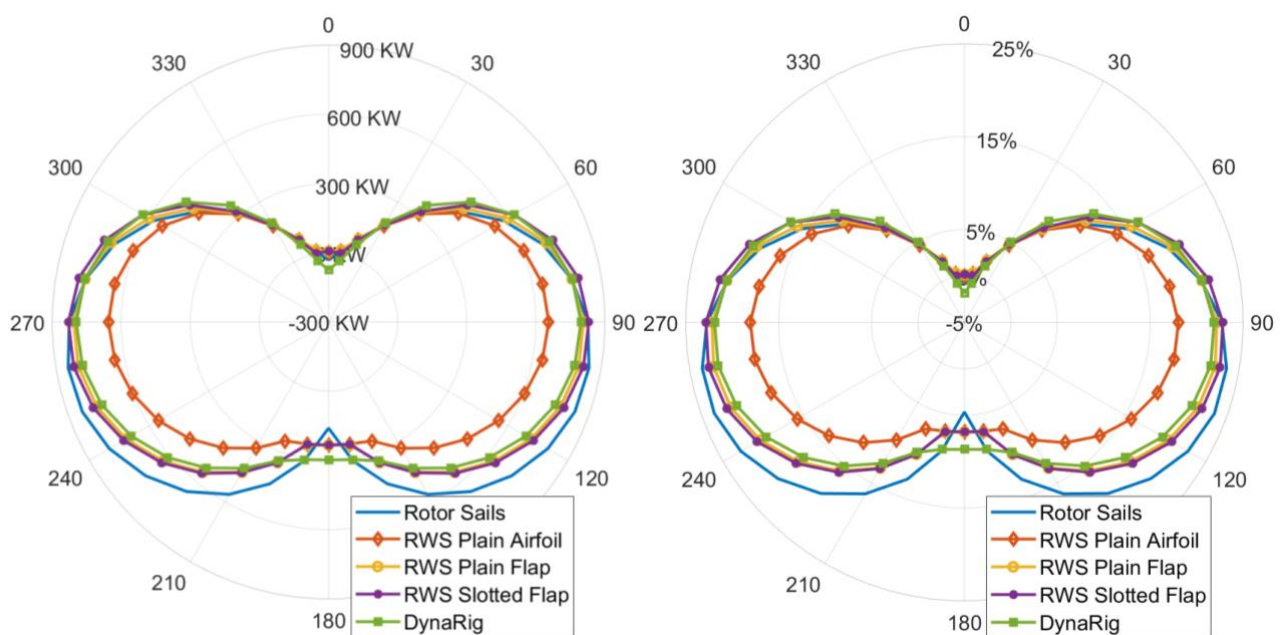 0
330
30
300
60
270
90
240
120
210
180
900 KW
600 KW
300 KW
-300 KW
Rotor Sails
RWS Plain Airfoil
RWS Plain Flap
RWS Slotted Flap
DynaRig
0
330
30
300
60
270
90
240
120
210
180
25%
15%
5%
-5%
Rotor Sails
RWS Plain Airfoil
RWS Plain Flap
RWS Slotted Flap
DynaRig